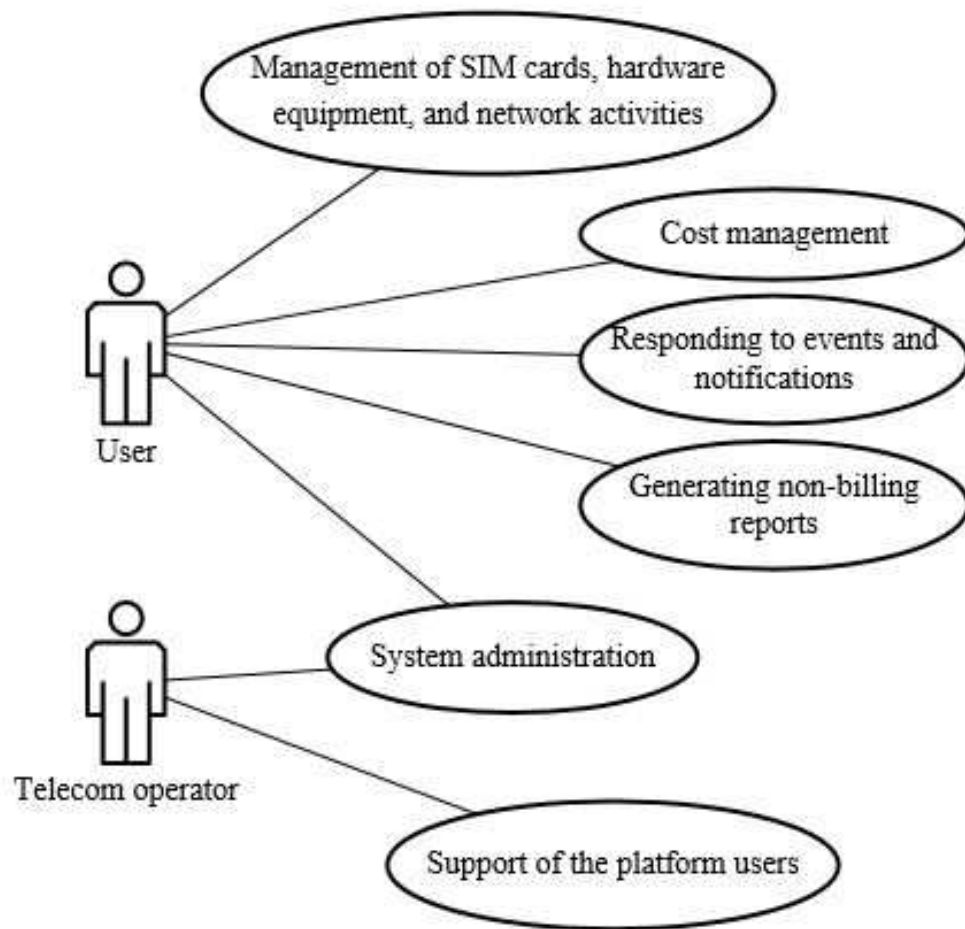 Management of SIM cards, hardware
equipment, and network activities
Cost management
Responding to events and
notifications
User
Generating non-billing
reports
System administration
Telecom operator
Support of the platform users